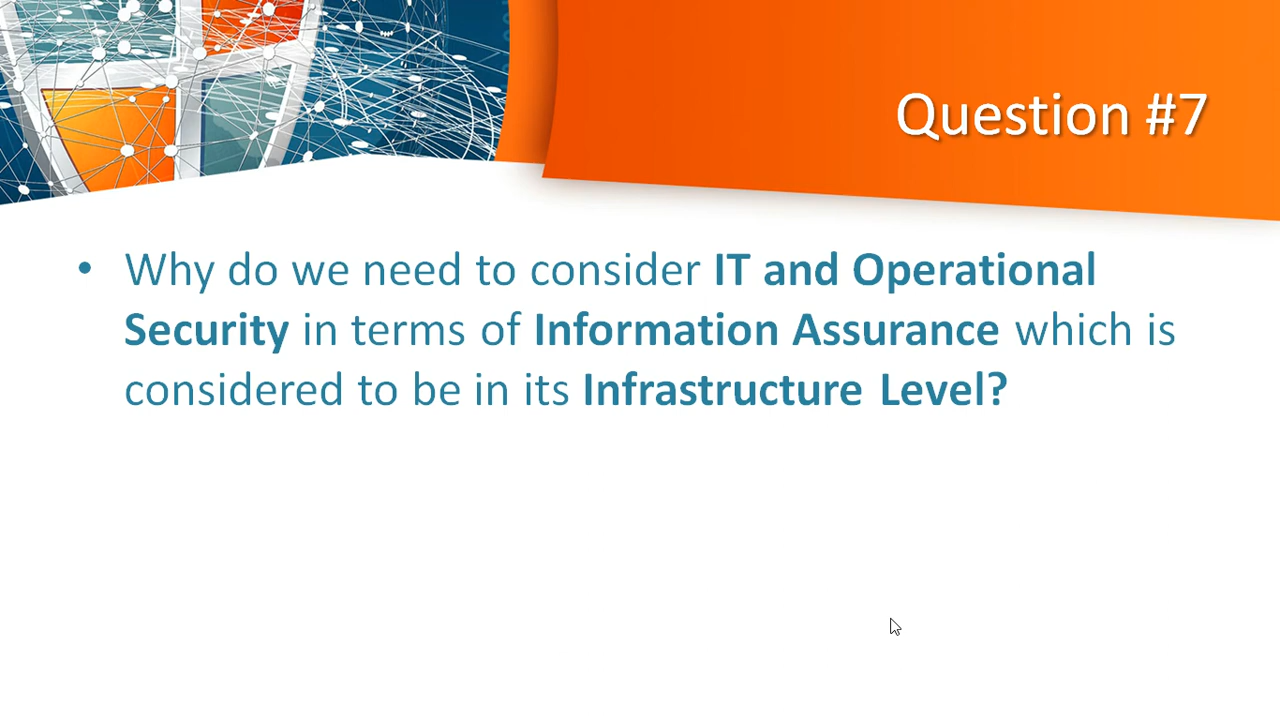 Question #7
• Why do we need to consider IT and Operational
Security in terms of Information Assurance which is
considered to be in its Infrastructure Level?